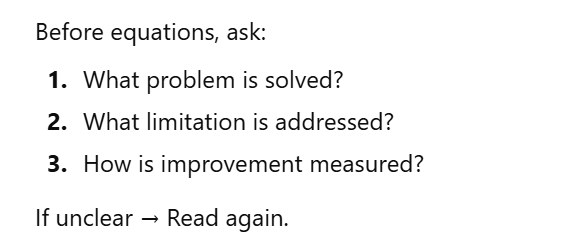 Before equations, ask:
1. What problem is solved?
2. What limitation is addressed?
3. How is improvement measured?
If unclear → Read again.